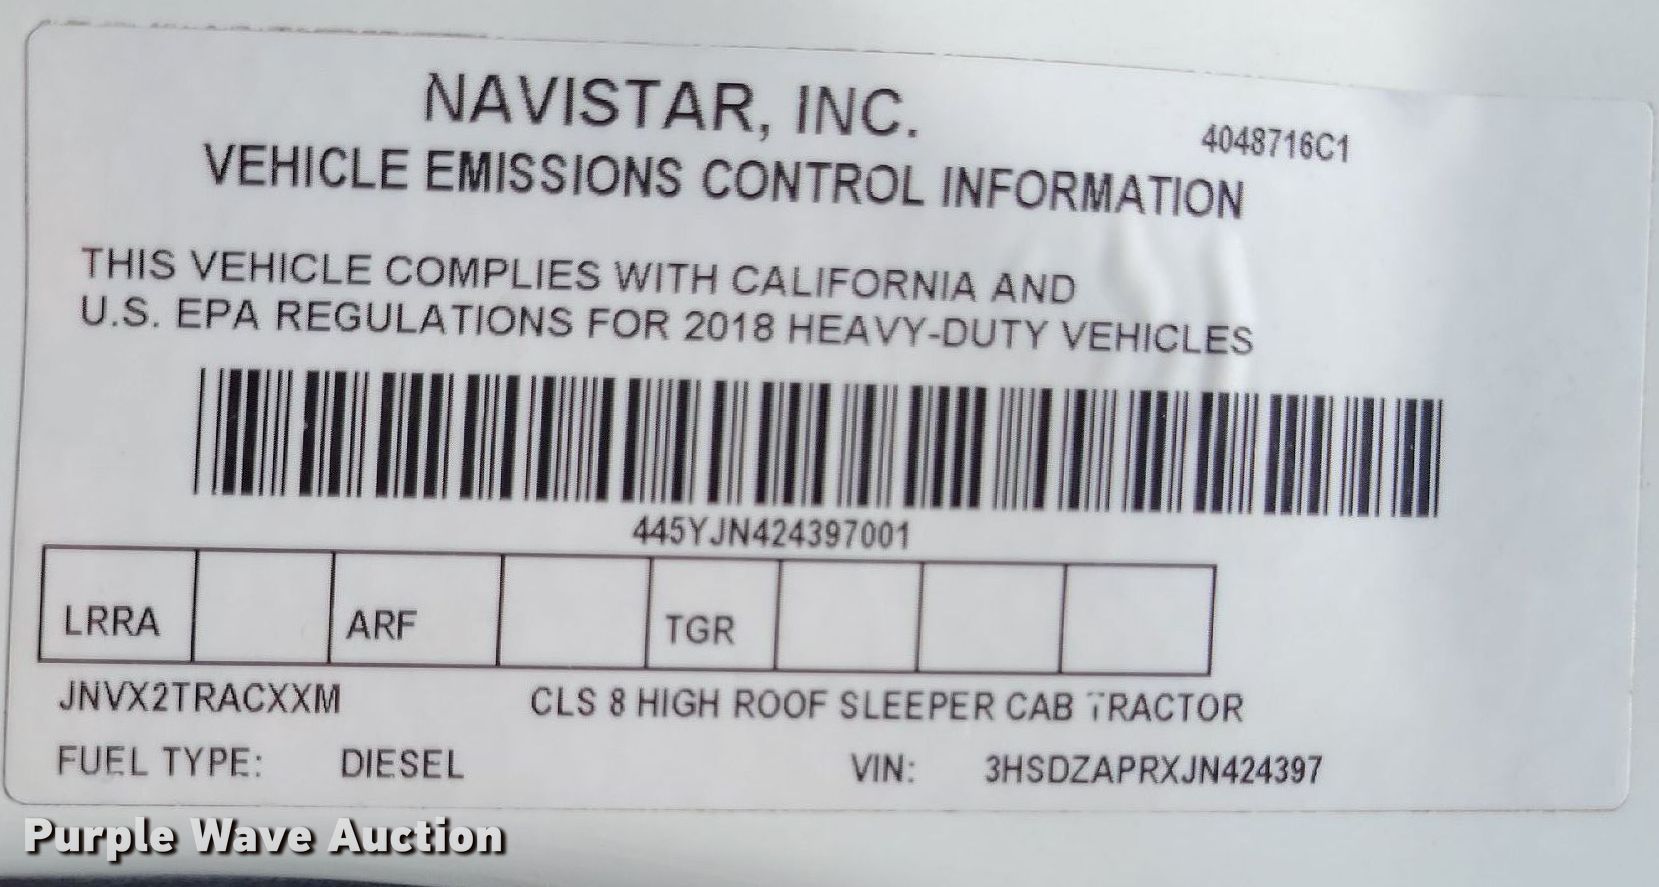 NAVISTAR, INC.
4048716C1
VEHICLE EMISSIONS CONTROL INFORMATION
THIS VEHICLE COMPLIES WITH CALIFORNIA AND
U.S. EPA REGULATIONS FOR 2018 HEAVY-DUTY VEHICLES
445YJN424397001
LRRA ARF TGR
JNVX2TRACXXM CLS 8 HIGH ROOF SLEEPER CAB TRACTOR
FUEL TYPE: DIESEL VIN: 3HSDZAPRXJN424397
Purple Wave Auction